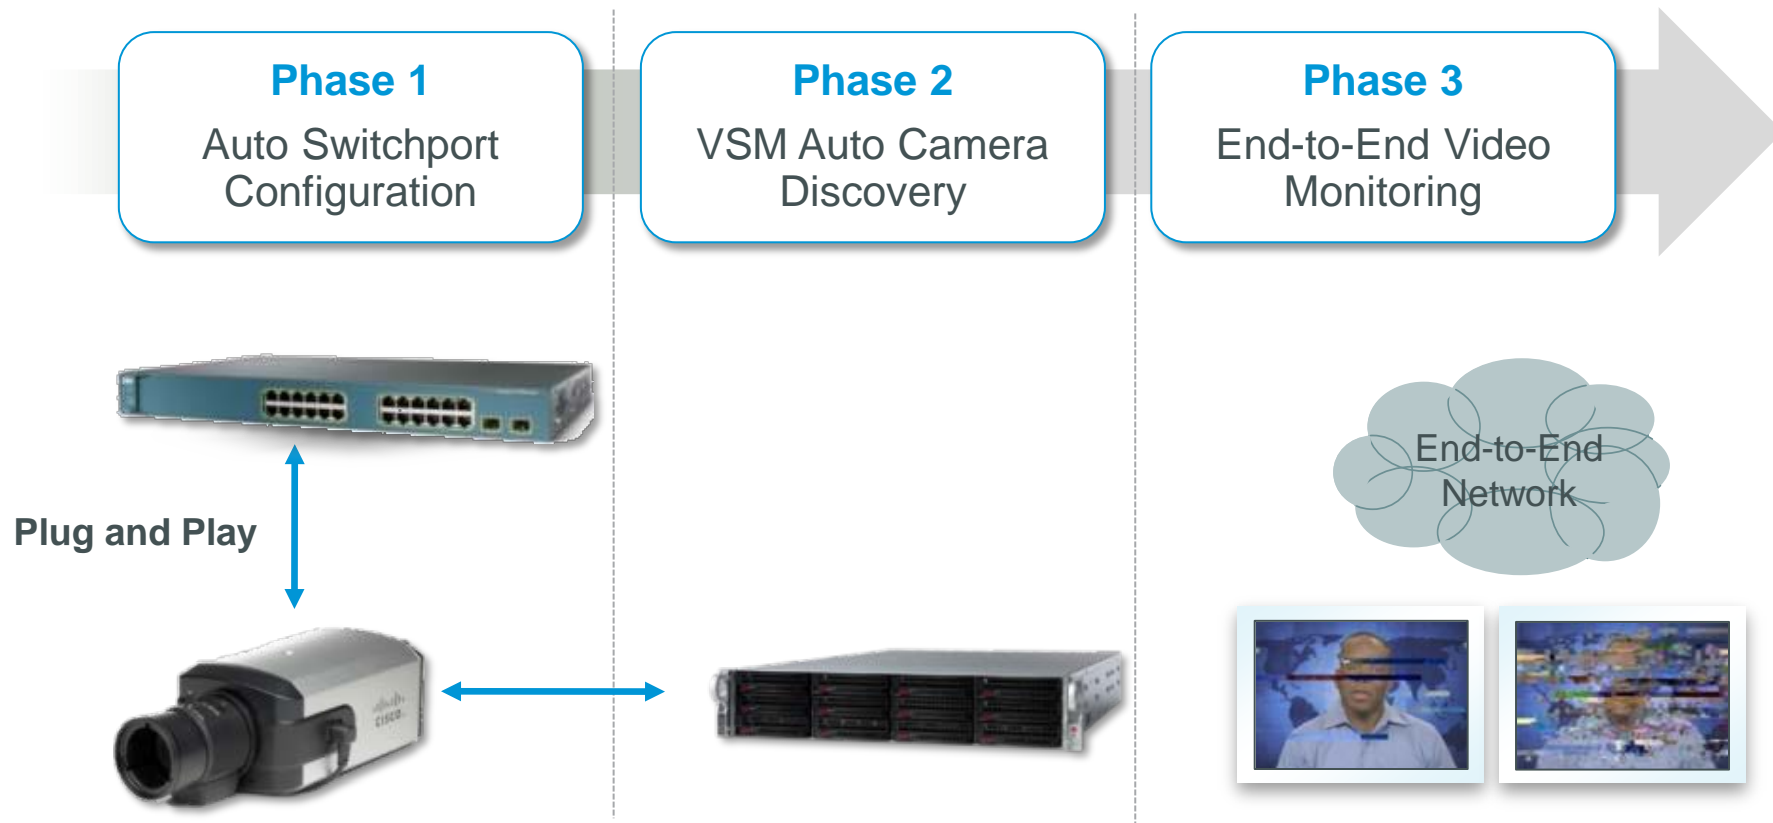 Phase 1
Auto Switchport
Configuration
Phase 2
VSM Auto Camera
Discovery
Phase 3
End-to-End Video
Monitoring
Plug and Play
CISCO
End-to-End
Network